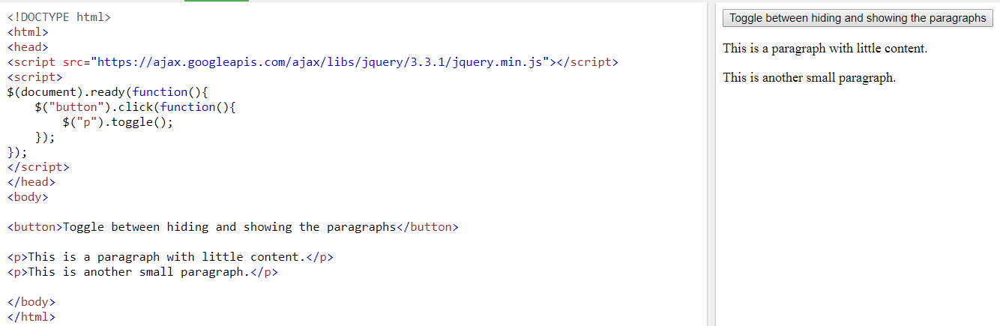 <!DOCTYPE html>
<html>
<head>
<script src="https://ajax.googleapis.com/ajax/libs/jquery/3.3.1/jquery.min.js"></script>
<script>
$(document).ready(function(){
    $("button").click(function(){
        $("p").toggle();
    });
});
</script>
</head>
<body>
<button>Toggle between hiding and showing the paragraphs</button>
<p>This is a paragraph with little content.</p>
<p>This is another small paragraph.</p>
</body>
</html>
Toggle between hiding and showing the paragraphs
This is a paragraph with little content.
This is another small paragraph.